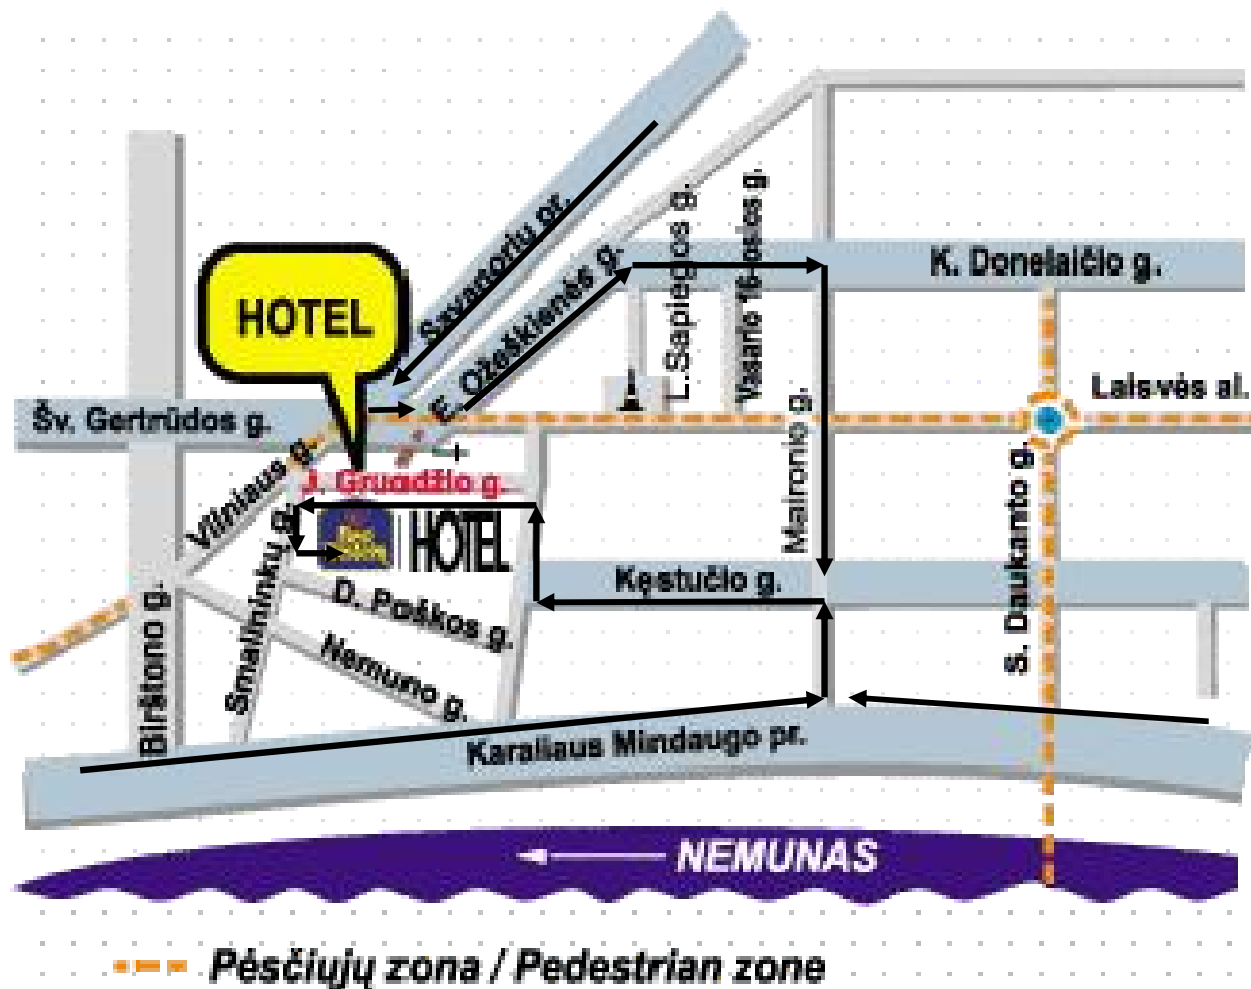 Savanorių pr.
L.Sapiegos g.
Vasario 16-osios g.
K. Donelaičio g.
HOTEL
E. Ožeškienės g.
Laisvės al.
Šv. Gertrūdos g.
Maironio g.
Vilniaus g.
J. Gruodžio g.
HOTEL
S. Daukanto g.
Smalininkų g.
Kęstučio g.
D. Poškos g.
Birštono g.
Nemuno g.
Karaliaus Mindaugo pr.
NEMUNAS
Pėsčiųjų zona / Pedestrian zone